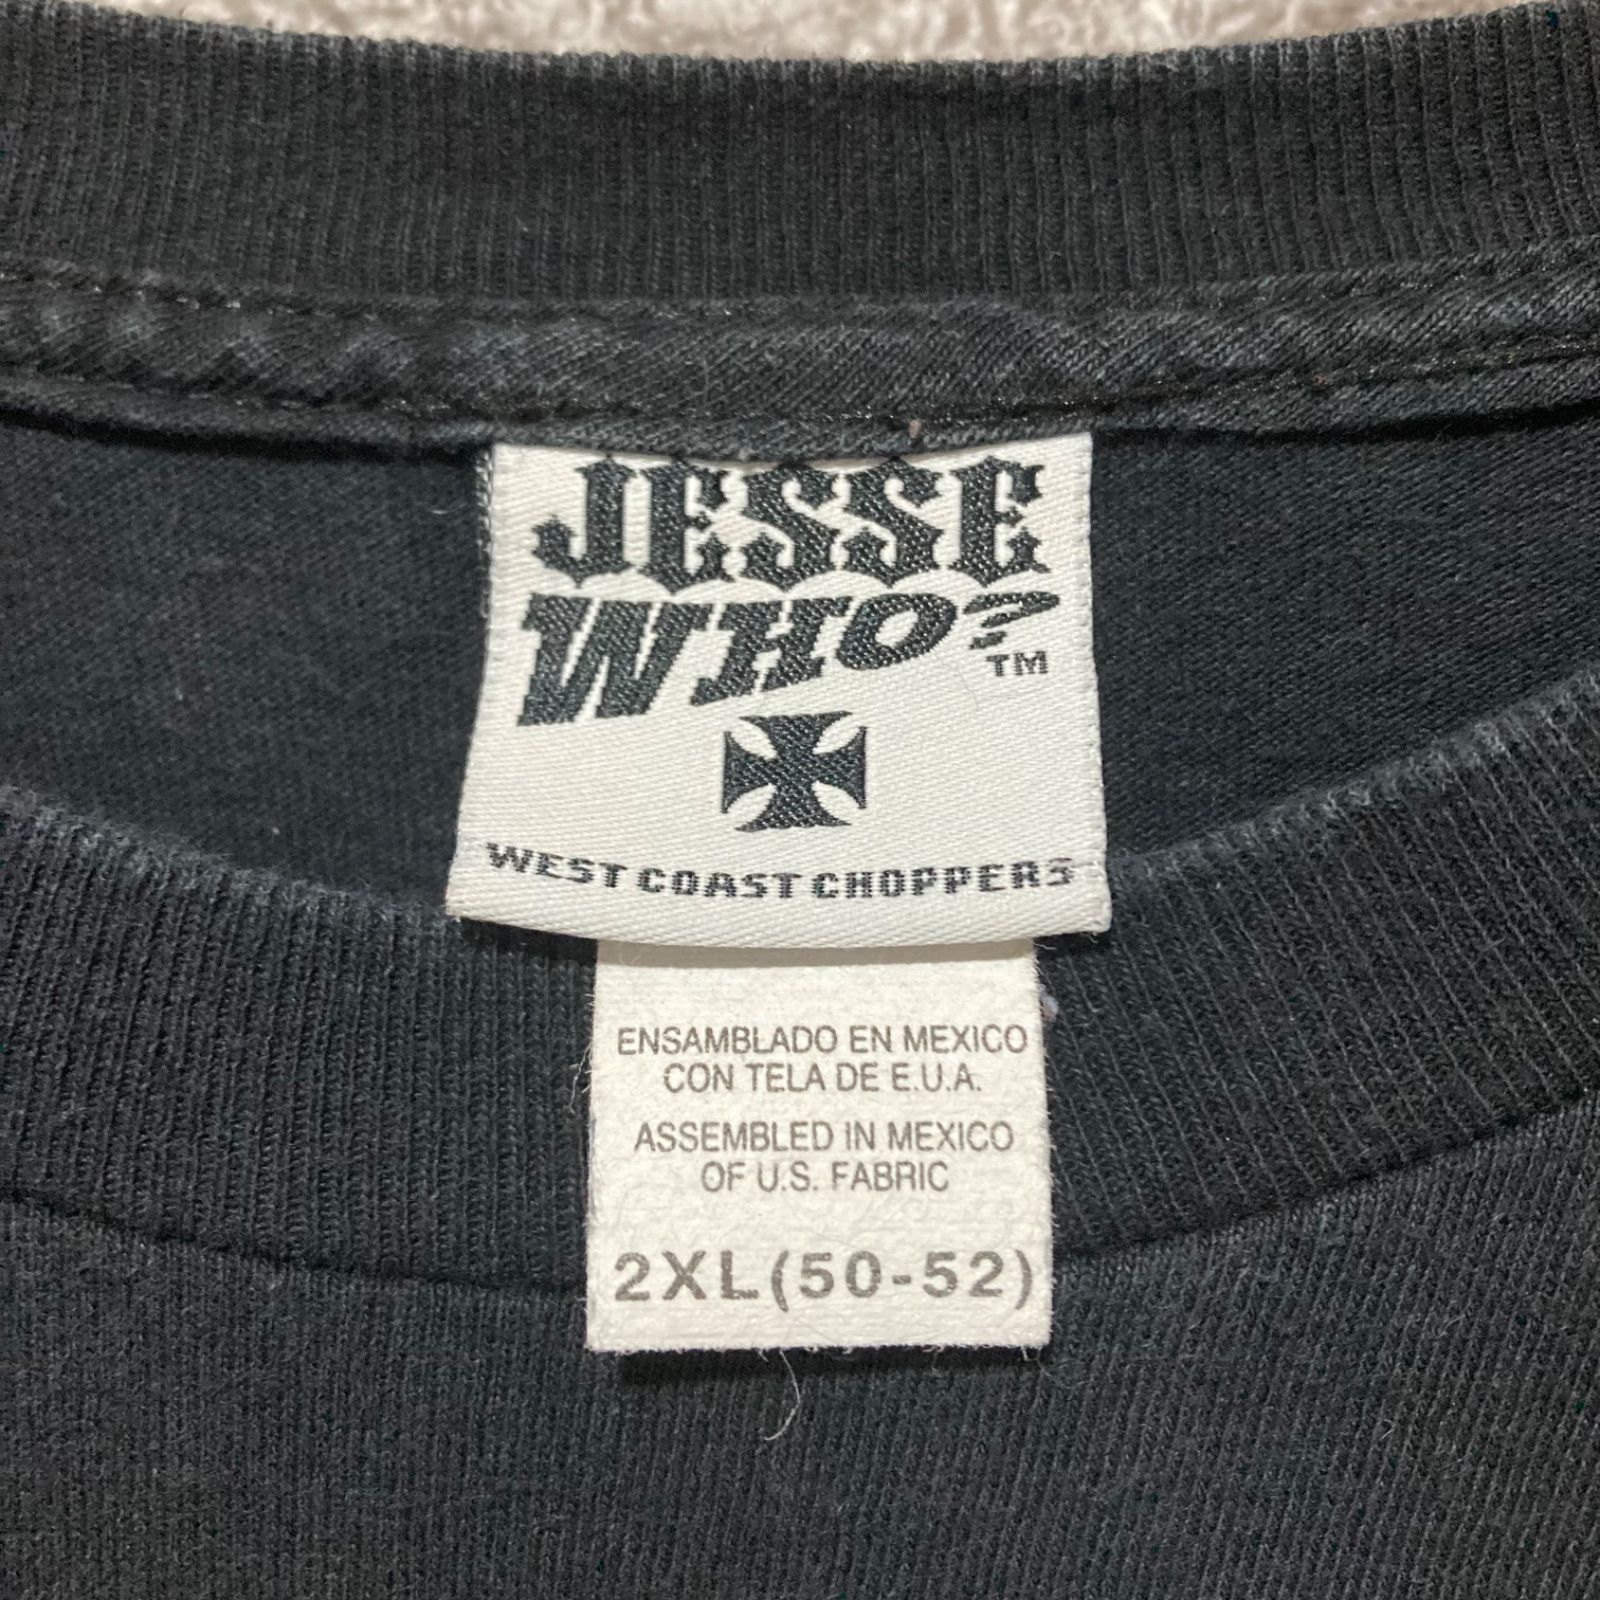 JESSE
WHO?
TM
WEST COAST CHOPPERS
ENSAMBLADO EN MEXICO
CON TELA DE E.U.A.
ASSEMBLED IN MEXICO
OF U.S. FABRIC
2XL(50-52)